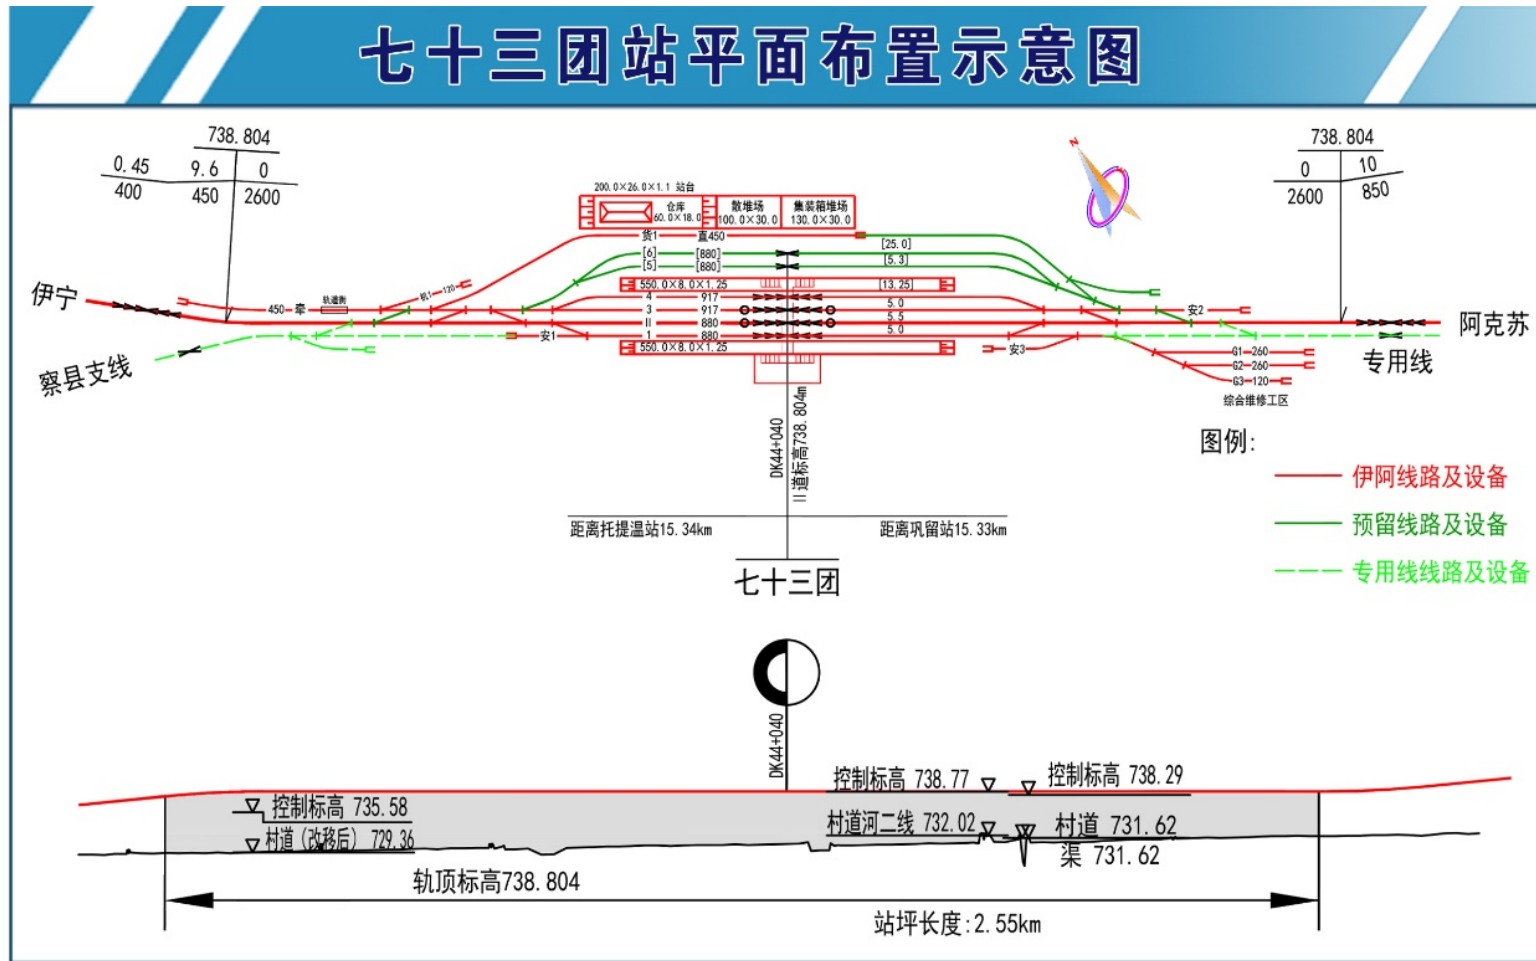 七十三团站平面布置示意图
738.804
0.45 9.6 0
400 450 2600
738.804
0 10
2600 850
200.0×26.0×1.1 站台
仓库
60.0×18.0
散堆场
100.0×30.0
集装箱堆场
130.0×30.0
货1 直450
[6] [880] [25.0]
[5] [880] [5.3]
550.0×8.0×1.25 [13.25]
机1 120
4 917
5.0
450 牵
3 917
安2
5.5
II 880
5.0
安1
1 880
550.0×8.0×1.25
安3
G1-260
G2-260
G3-120
综合维修工区
伊宁
察县支线
阿克苏
专用线
DK44+040
II道标高738.804m
距离托提温站15.34km
距离巩留站15.33km
七十三团
图例:
伊阿线路及设备
预留线路及设备
专用线线路及设备
DK44+040
控制标高 738.77
控制标高 738.29
控制标高 735.58
村道(改移后) 729.36
村道河二线 732.02
村道 731.62
渠 731.62
轨顶标高738.804
站坪长度:2.55km